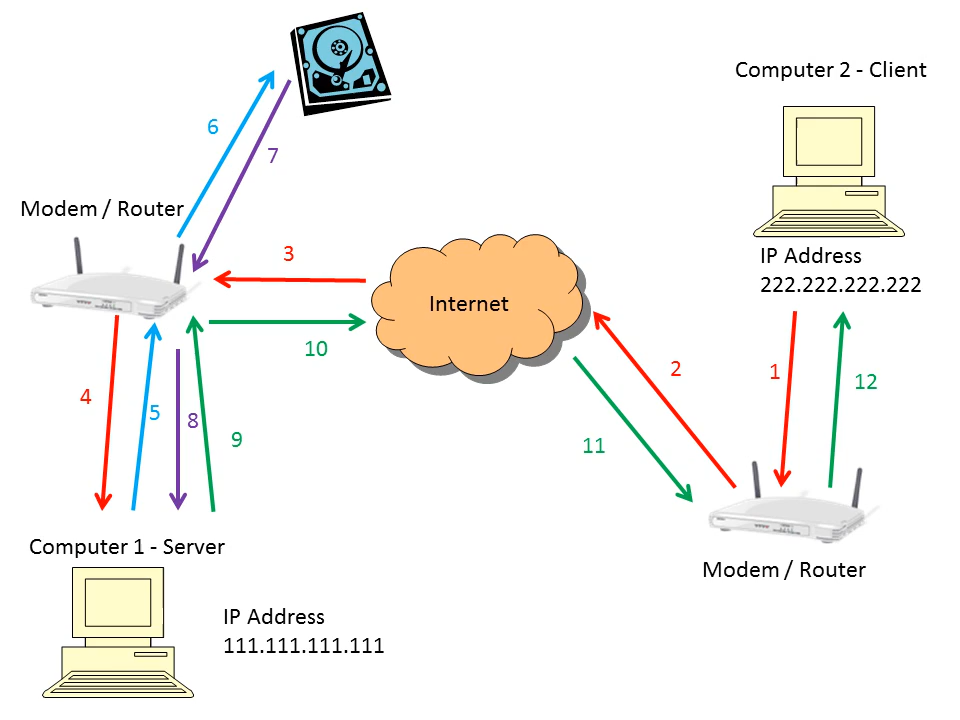 Computer 2 - Client
6
7
Modem / Router
3
IP Address
222.222.222.222
Internet
10
2
1
12
4
5
8
9
11
Computer 1 - Server
Modem / Router
IP Address
111.111.111.111